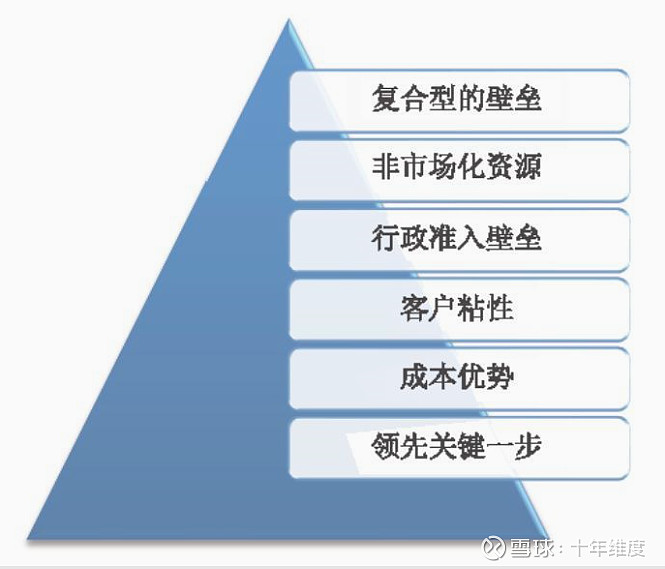 复合型的壁垒
非市场化资源
行政准入壁垒
客户粘性
成本优势
领先关键一步
雪球：十年维度